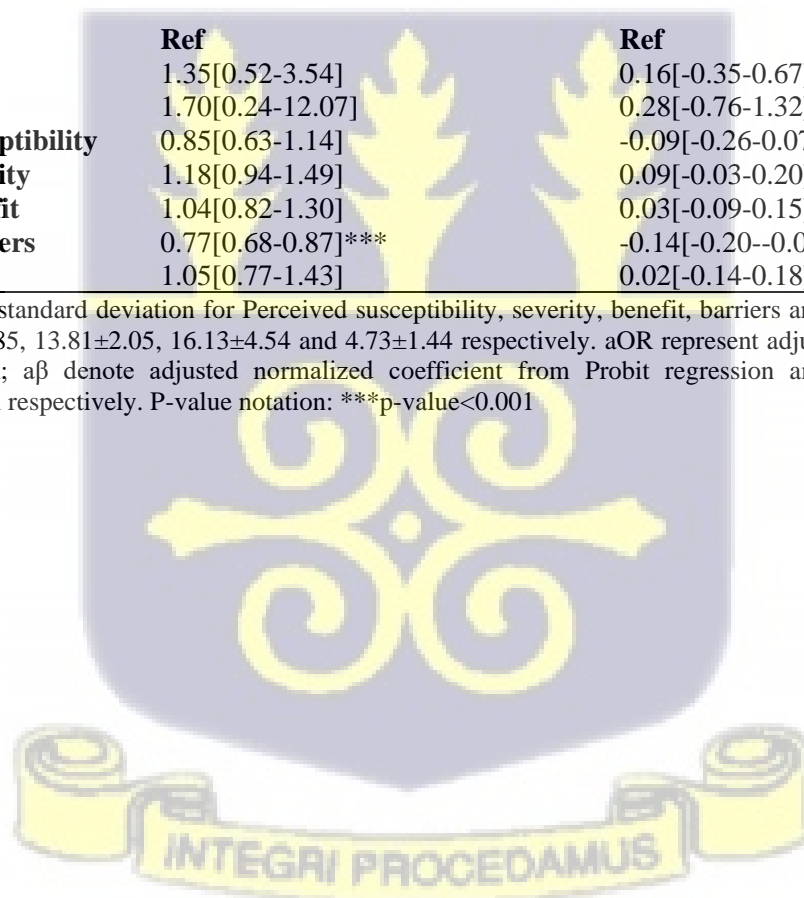 Ref Ref
1.35[0.52-3.54] 0.16[-0.35-0.67]
1.70[0.24-12.07] 0.28[-0.76-1.32
ptibility 0.85[0.63-1.14] -0.09[-0.26-0.07
ity 1.18[0.94-1.49] 0.09[-0.03-0.20
fit 1.04[0.82-1.30] 0.03[-0.09-0.15]
ers 0.77[0.68-0.87]*** -0.14[-0.20--0.0
1.05[0.77-1.43] 0.02[-0.14-0.18]
standard deviation for Perceived susceptibility, severity, benefit, barriers
85, 13.81±2.05, 16.13±4.54 and 4.73±1.44 respectively. aOR represent
; aβ denote adjusted normalized coefficient from Probit regression
respectively. P-value notation: ***p-value<0.001
INTEGRI PROCEDAMUS